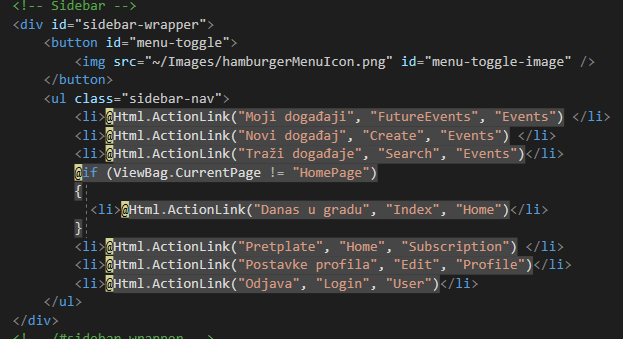 <!-- Sidebar -->
<div id="sidebar-wrapper">
<button id="menu-toggle">
<img src="~/Images/hamburgerMenuIcon.png" id="menu-toggle-image" />
</button>
<ul class="sidebar-nav">
<li>@Html.ActionLink("Moji događaji", "FutureEvents", "Events") </li>
<li>@Html.ActionLink("Novi događaj", "Create", "Events") </li>
<li>@Html.ActionLink("Traži događaje", "Search", "Events")</li>
@if (ViewBag.CurrentPage != "HomePage")
{
<li>@Html.ActionLink("Danas u gradu", "Index", "Home")</li>
}
<li>@Html.ActionLink("Pretplate", "Home", "Subscription") </li>
<li>@Html.ActionLink("Postavke profila", "Edit", "Profile")</li>
<li>@Html.ActionLink("Odjava", "Login", "User")</li>
</ul>
</div>
<!-- /#sidebar-wrapper -->